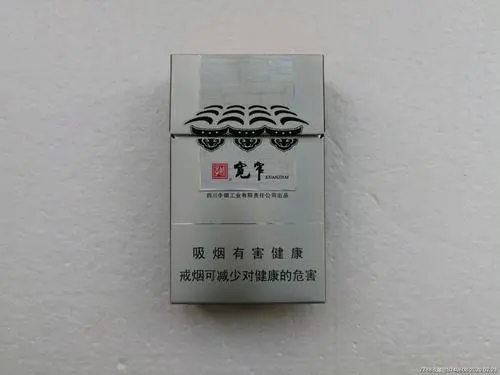 宽窄
KUANZHAI
四川中烟工业有限责任公司出品
吸烟有害健康
戒烟可减少对健康的危害